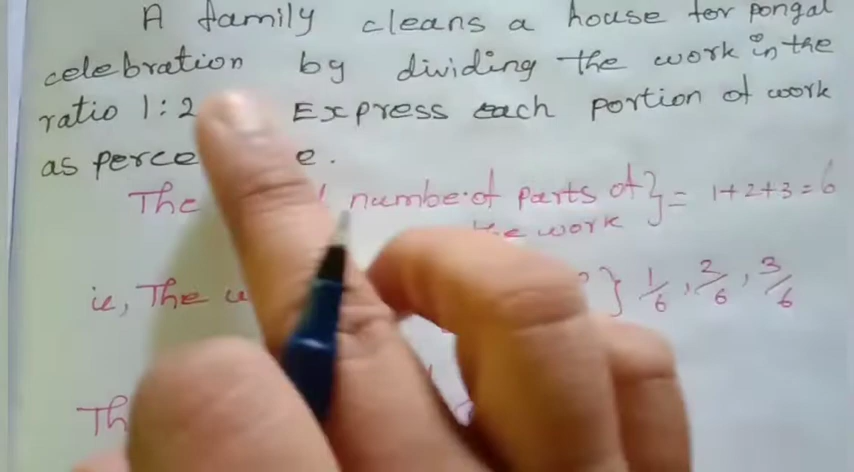 A family cleans a house for pongal
celebration by dividing the work in the
ratio 1:2 Express each portion of work
as perce e.
The number of parts of } = 1+2+3=6
the work
ie, The } 1/6, 2/6, 3/6
Th